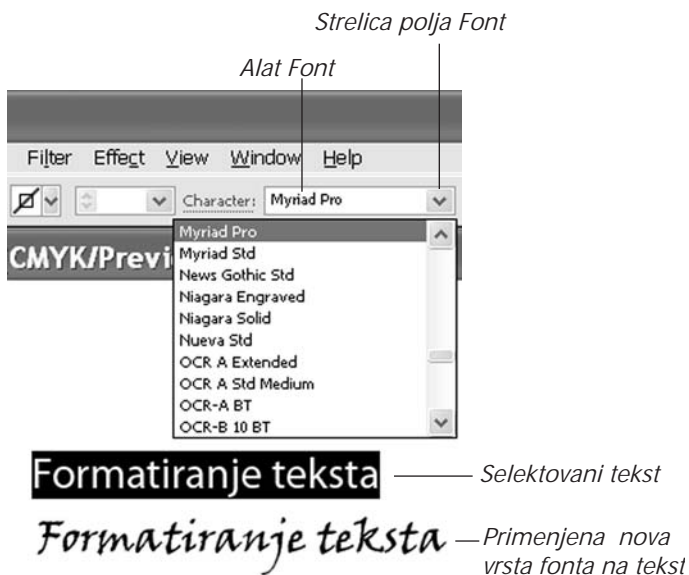 Strelica polja Font
Alat Font
Filter Effect View Window Help
Character: Myriad Pro
CMYK/Previ
Myriad Pro
Myriad Std
News Gothic Std
Niagara Engraved
Niagara Solid
Nueva Std
OCR A Extended
OCR A Std Medium
OCR-A BT
OCR-B 10 BT
Formatiranje teksta
Selektovani tekst
Formatiranje teksta
Primenjena nova
vrsta fonta na tekst